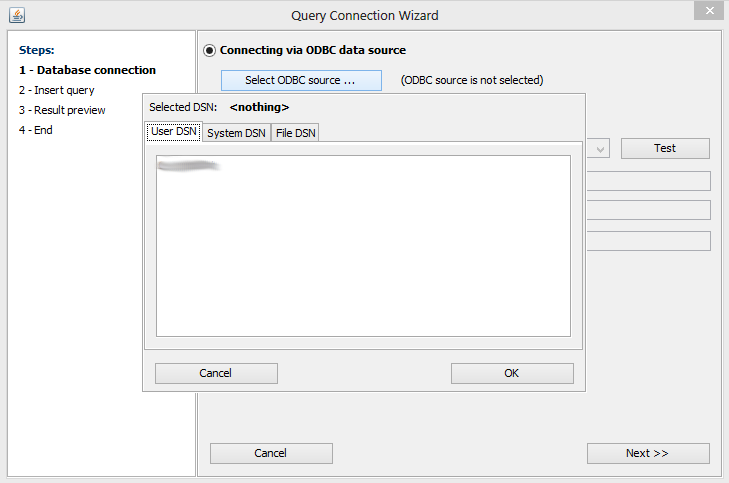 Query Connection Wizard
Steps:
1 - Database connection
2 - Insert query
3 - Result preview
4 - End
Connecting via ODBC data source
Select ODBC source ... (ODBC source is not selected)
Selected DSN: <nothing>
User DSN System DSN File DSN
Test
Cancel OK
Cancel Next >>